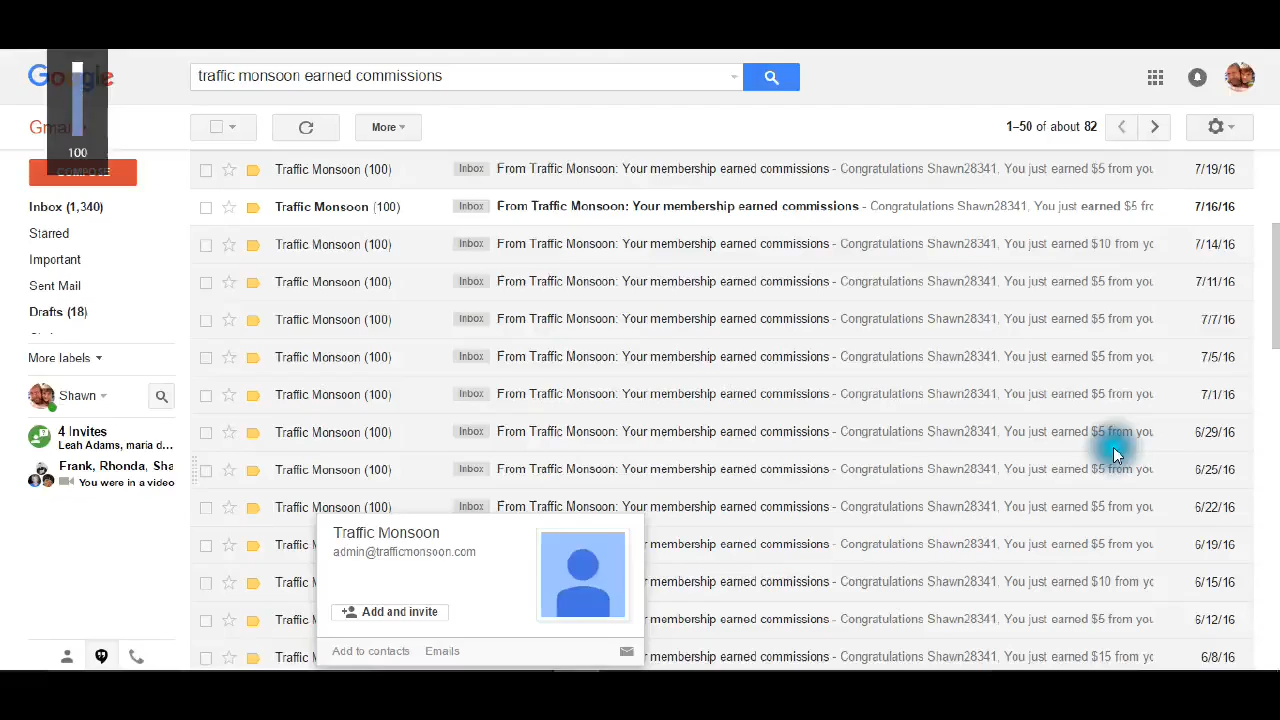 Google
traffic monsoon earned commissions
Gmail
More
1–50 of about 82
100
COMPOSE
Inbox (1,340)
Starred
Important
Sent Mail
Drafts (18)
More labels
Shawn
4 Invites
Leah Adams, maria d...
Frank, Rhonda, Sha
You were in a video
Traffic Monsoon (100) Inbox From Traffic Monsoon: Your membership earned commissions - Congratulations Shawn28341, You just earned $5 from you 7/19/16
Traffic Monsoon (100) Inbox From Traffic Monsoon: Your membership earned commissions - Congratulations Shawn28341, You just earned $5 frc 7/16/16
Traffic Monsoon (100) Inbox From Traffic Monsoon: Your membership earned commissions - Congratulations Shawn28341, You just earned $10 from yc 7/14/16
Traffic Monsoon (100) Inbox From Traffic Monsoon: Your membership earned commissions - Congratulations Shawn28341, You just earned $5 from you 7/11/16
Traffic Monsoon (100) Inbox From Traffic Monsoon: Your membership earned commissions - Congratulations Shawn28341, You just earned $5 from you 7/7/16
Traffic Monsoon (100) Inbox From Traffic Monsoon: Your membership earned commissions - Congratulations Shawn28341, You just earned $5 from you 7/5/16
Traffic Monsoon (100) Inbox From Traffic Monsoon: Your membership earned commissions - Congratulations Shawn28341, You just earned $5 from you 7/1/16
Traffic Monsoon (100) Inbox From Traffic Monsoon: Your membership earned commissions - Congratulations Shawn28341, You just earned $5 from you 6/29/16
Traffic Monsoon (100) Inbox From Traffic Monsoon: Your membership earned commissions - Congratulations Shawn28341, You just earned $5 from you 6/25/16
Traffic Monsoon (100) Inbox From Traffic Monsoon: Your membership earned commissions - Congratulations Shawn28341, You just earned $5 from you 6/22/16
Traffic M r membership earned commissions - Congratulations Shawn28341, You just earned $5 from you 6/19/16
Traffic M r membership earned commissions - Congratulations Shawn28341, You just earned $10 from yc 6/15/16
Traffic M r membership earned commissions - Congratulations Shawn28341, You just earned $5 from you 6/12/16
Traffic M r membership earned commissions - Congratulations Shawn28341, You just earned $15 from yc 6/8/16
Traffic Monsoon
admin@trafficmonsoon.com
Add and invite
Add to contacts Emails